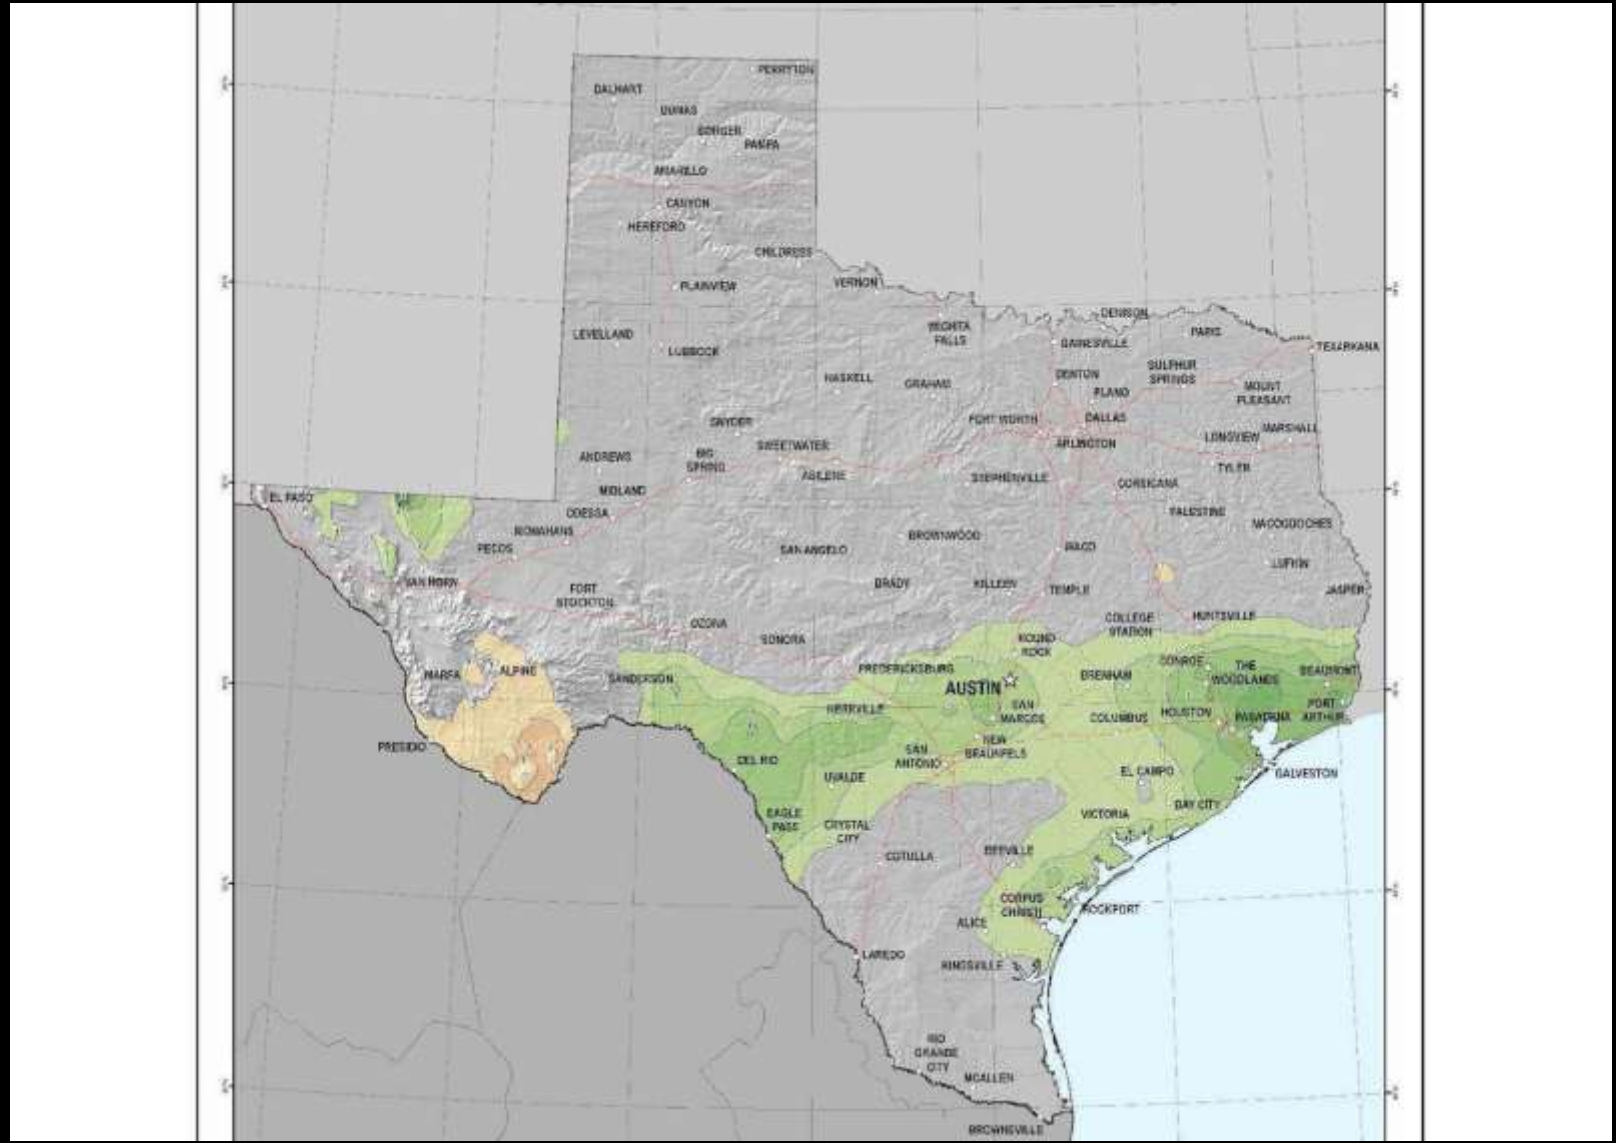 PERRYTON
DALHART
DUMAS
BORGER
PAMPA
AMARILLO
CANYON
HEREFORD
CHILDRESS
VERNON
PLAINVIEW
DENISON
WICHITA
FALLS
PARIS
LEVELLAND
GAINESVILLE
TEXARKANA
LUBBOCK
SULPHUR
SPRINGS
HASKELL
GRAHAM
DENTON
MOUNT
PLEASANT
PLANO
SNYDER
FORT WORTH
DALLAS
MARSHALL
SWEETWATER
ARLINGTON
LONGVIEW
ANDREWS
BIG
SPRING
TYLER
ABILENE
STEPHENVILLE
CORSICANA
EL PASO
MIDLAND
ODESSA
PALESTINE
NACOGDOCHES
MONAHANS
BROWNWOOD
PECOS
SAN ANGELO
WACO
LUFKIN
VAN HORN
FORT
STOCKTON
BRADY
KILLEEN
TEMPLE
JASPER
OZONA
COLLEGE
STATION
HUNTSVILLE
SONORA
ROUND
ROCK
MARFA
ALPINE
SANDERSON
FREDERICKSBURG
AUSTIN
BRENHAM
CONROE
THE
WOODLANDS
BEAUMONT
KERRVILLE
SAN
MARCOS
COLUMBUS
HOUSTON
PASADENA
PORT
ARTHUR
PRESIDIO
DEL RIO
SAN
ANTONIO
NEW
BRAUNFELS
UVALDE
EL CAMPO
GALVESTON
EAGLE
PASS
CRYSTAL
CITY
VICTORIA
BAY CITY
COTULLA
BEEVILLE
CORPUS
CHRISTI
ROCKPORT
ALICE
LAREDO
KINGSVILLE
RIO
GRANDE
CITY
MCALLEN
BROWNSVILLE